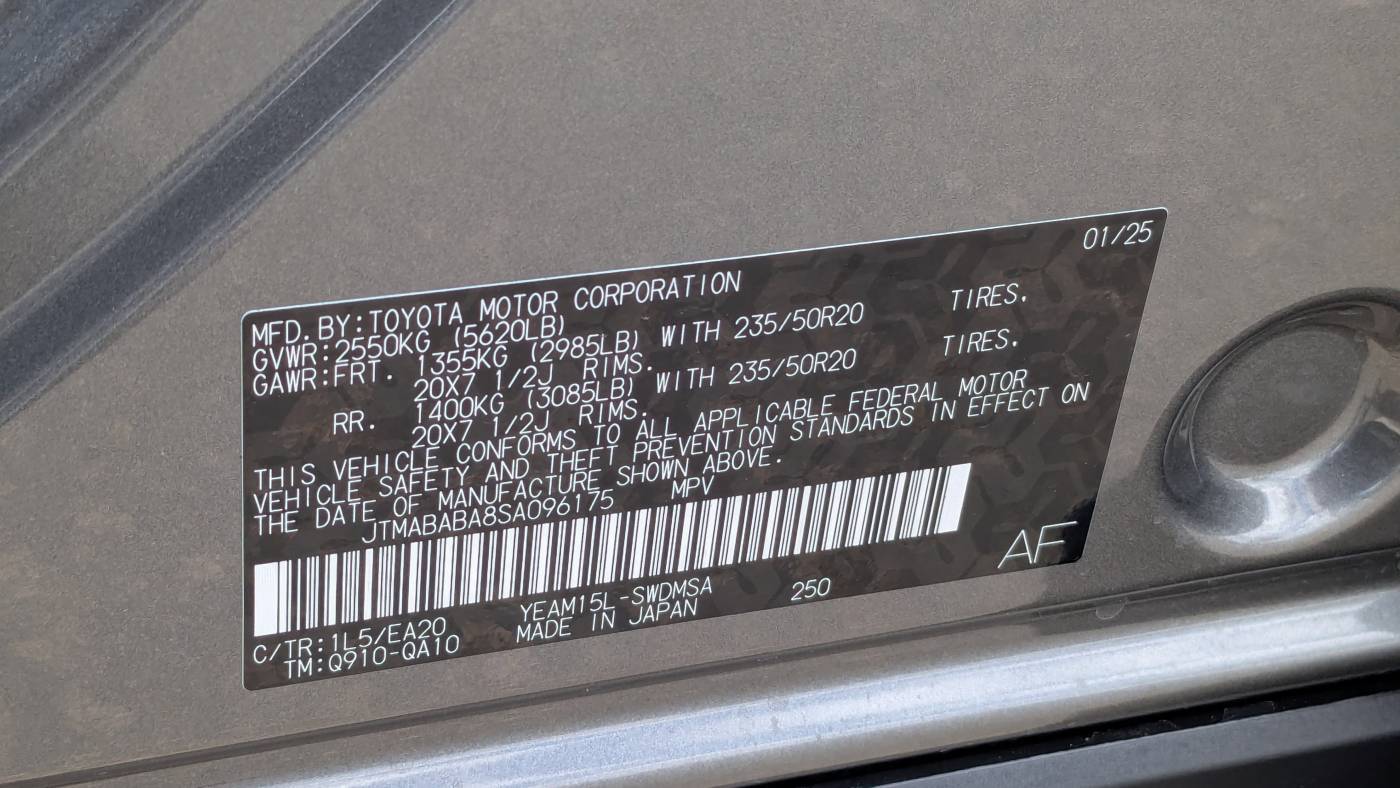 01/25
MFD. BY:TOYOTA MOTOR CORPORATION
GVWR:2550KG (5620LB)
GAWR:FRT. 1355KG (2985LB) WITH 235/50R20 TIRES.
20X7 1/2J RIMS.
RR. 1400KG (3085LB) WITH 235/50R20 TIRES.
20X7 1/2J RIMS.
THIS VEHICLE CONFORMS TO ALL APPLICABLE FEDERAL MOTOR
VEHICLE SAFETY AND THEFT PREVENTION STANDARDS IN EFFECT ON
THE DATE OF MANUFACTURE SHOWN ABOVE.
JTMABABA8SA096175 MPV
AF
C/TR:1L5/EA20 YEAM15L-SWDMSA 250
TM:Q910-QA10 MADE IN JAPAN